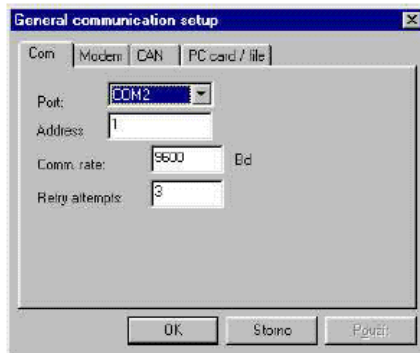 General communication setup
Com Modem CAN PC card / file
Port: COM2
Address: 1
Comm. rate: 9600 Bd
Retry attempts: 3
OK Storno Použít